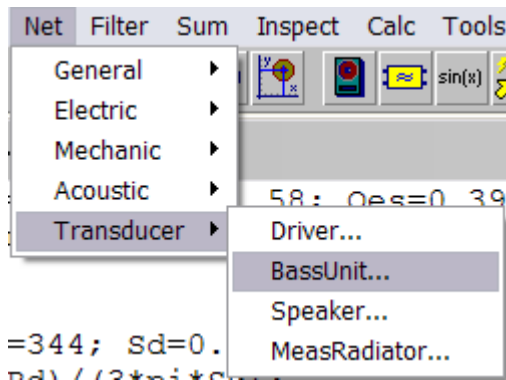 Net Filter Sum Inspect Calc Tools
General
Electric
Mechanic
Acoustic
Transducer
y
x
sin(x)
58; Qes=0.39
Driver...
BassUnit...
Speaker...
MeasRadiator...
=344; Sd=0.